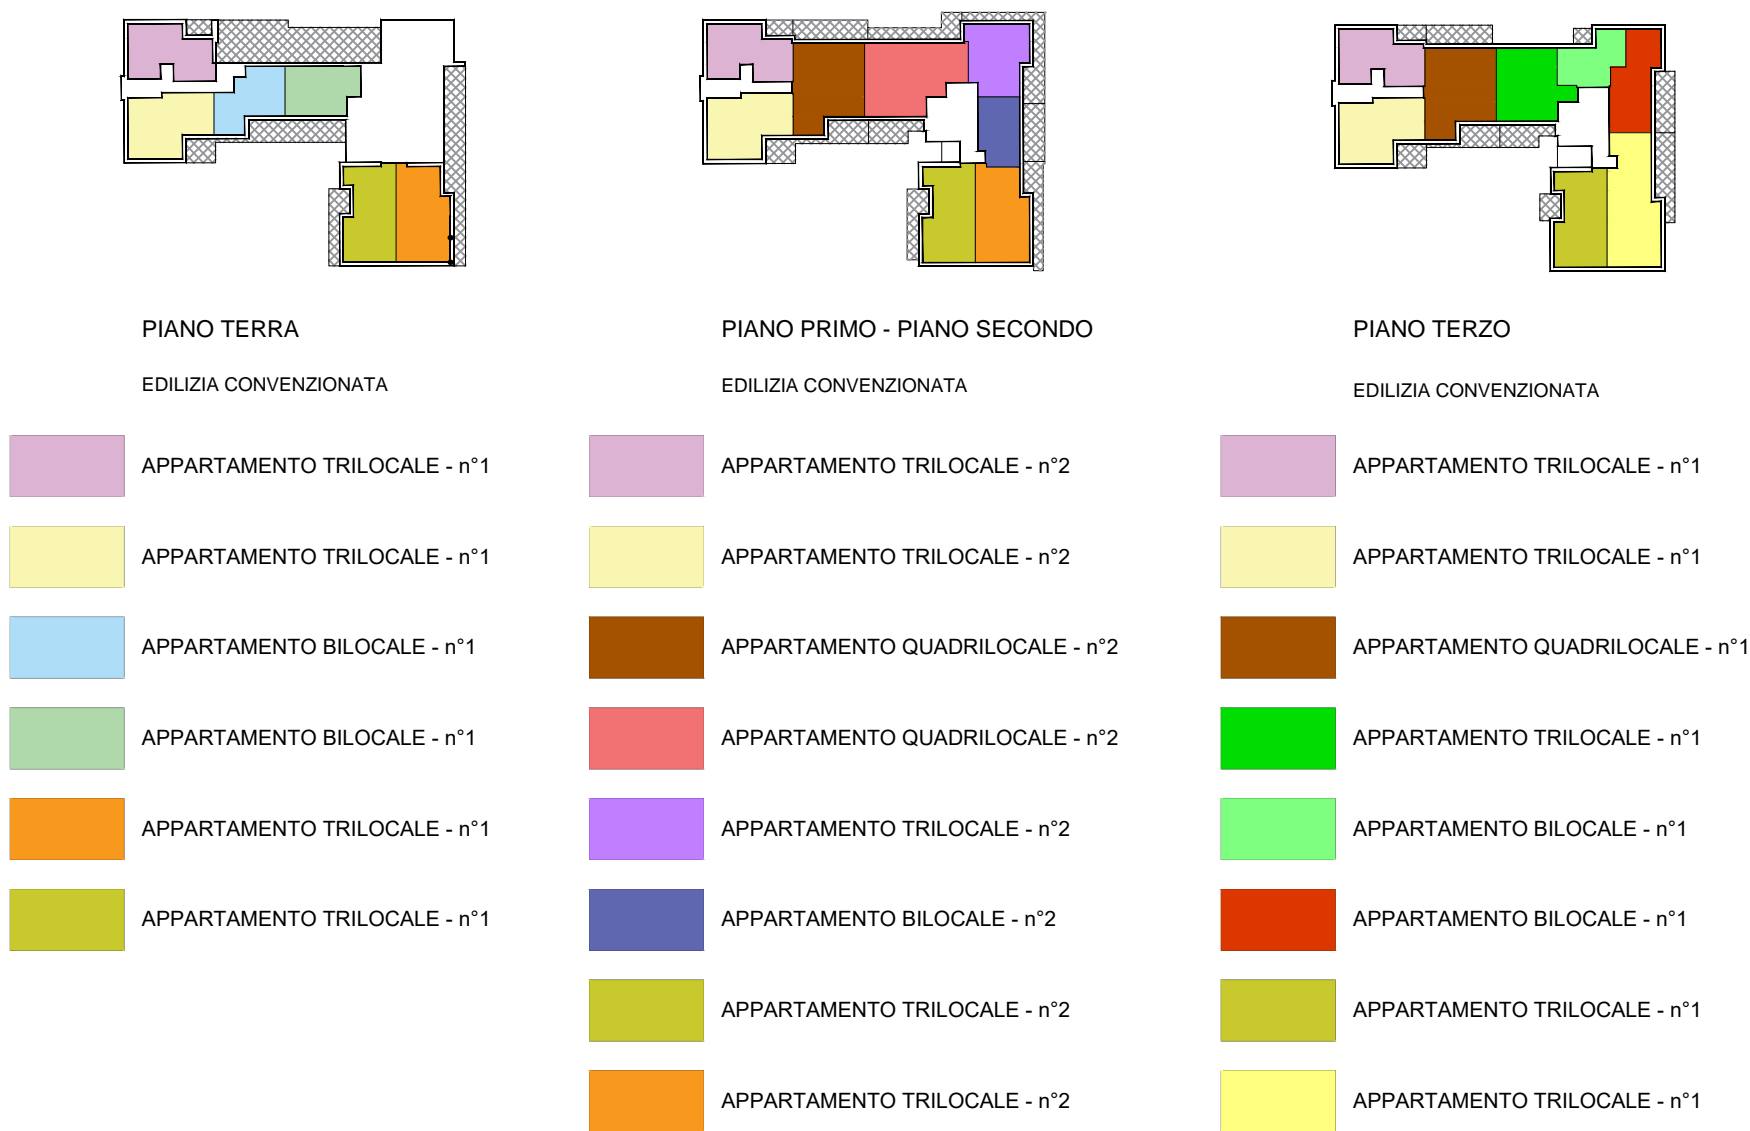 PIANO TERRA
EDILIZIA CONVENZIONATA
APPARTAMENTO TRILOCALE - n°1
APPARTAMENTO TRILOCALE - n°1
APPARTAMENTO BILOCALE - n°1
APPARTAMENTO BILOCALE - n°1
APPARTAMENTO TRILOCALE - n°1
APPARTAMENTO TRILOCALE - n°1
PIANO PRIMO - PIANO SECONDO
EDILIZIA CONVENZIONATA
APPARTAMENTO TRILOCALE - n°2
APPARTAMENTO TRILOCALE - n°2
APPARTAMENTO QUADRILOCALE - n°2
APPARTAMENTO QUADRILOCALE - n°2
APPARTAMENTO TRILOCALE - n°2
APPARTAMENTO BILOCALE - n°2
APPARTAMENTO TRILOCALE - n°2
APPARTAMENTO TRILOCALE - n°2
PIANO TERZO
EDILIZIA CONVENZIONATA
APPARTAMENTO TRILOCALE - n°1
APPARTAMENTO TRILOCALE - n°1
APPARTAMENTO QUADRILOCALE - n°1
APPARTAMENTO TRILOCALE - n°1
APPARTAMENTO BILOCALE - n°1
APPARTAMENTO BILOCALE - n°1
APPARTAMENTO TRILOCALE - n°1
APPARTAMENTO TRILOCALE - n°1